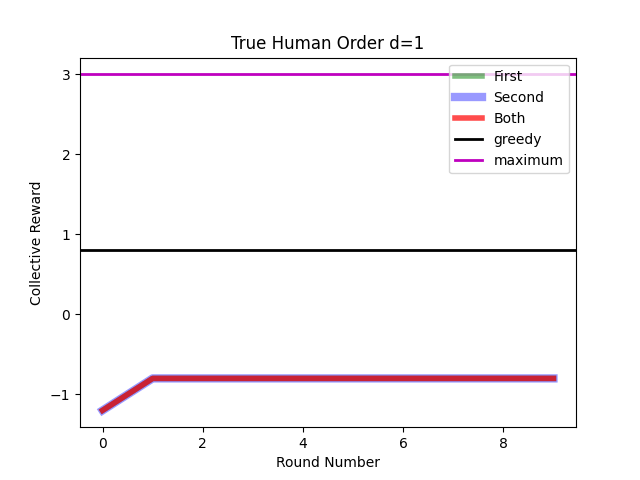 True Human Order d=1
3
2
1
0
−1
Collective Reward
First
Second
Both
greedy
maximum
0
2
4
6
8
Round Number